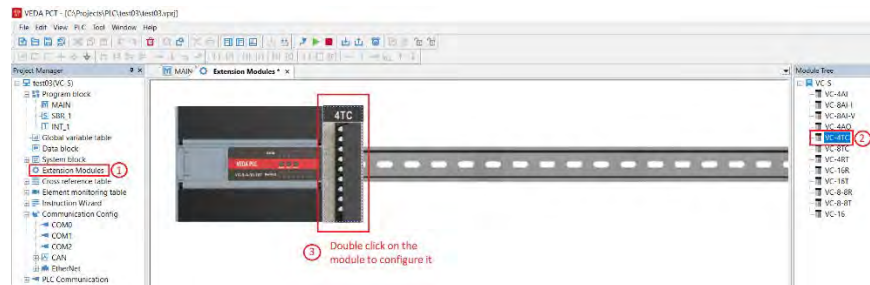 VEDA PCT - [C:\Projects\PLC\test03\test03.vprj]
File Edit View PLC Tool Window Help
Project Manager
MAIN
Extension Modules *
Module Tree
test03(VC-S)
Program block
MAIN
SBR_1
INT_1
Global variable table
Data block
System block
Extension Modules
1
Cross reference table
Element monitoring table
Instruction Wizard
Communication Config
COM0
COM1
COM2
CAN
EtherNet
PLC Communication
4TC
VEDA PLC
3
Double click on the
module to configure it
VC-S
VC-4AI
VC-8AI-I
VC-8AI-V
VC-4AO
VC-4TC
2
VC-8TC
VC-4RT
VC-16R
VC-16T
VC-8-8R
VC-8-8T
VC-16